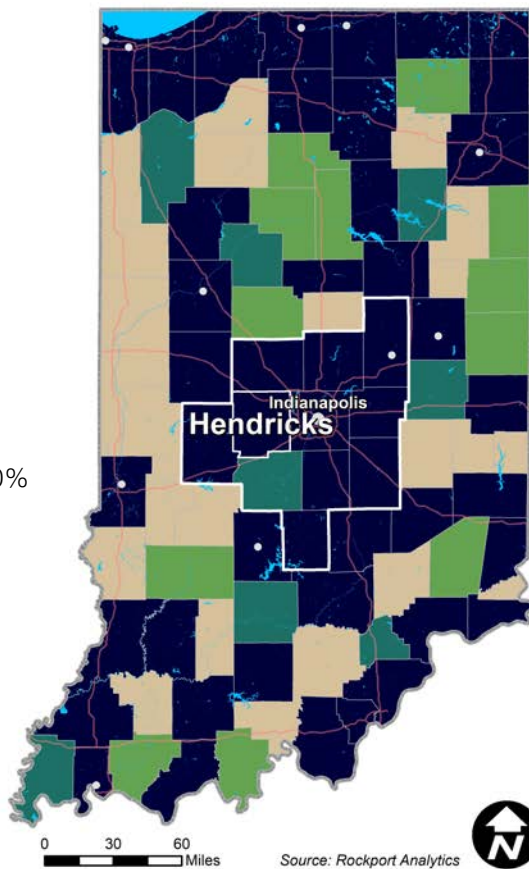 Indianapolis
Hendricks
0%
0 30 60
Miles
Source: Rockport Analytics
N